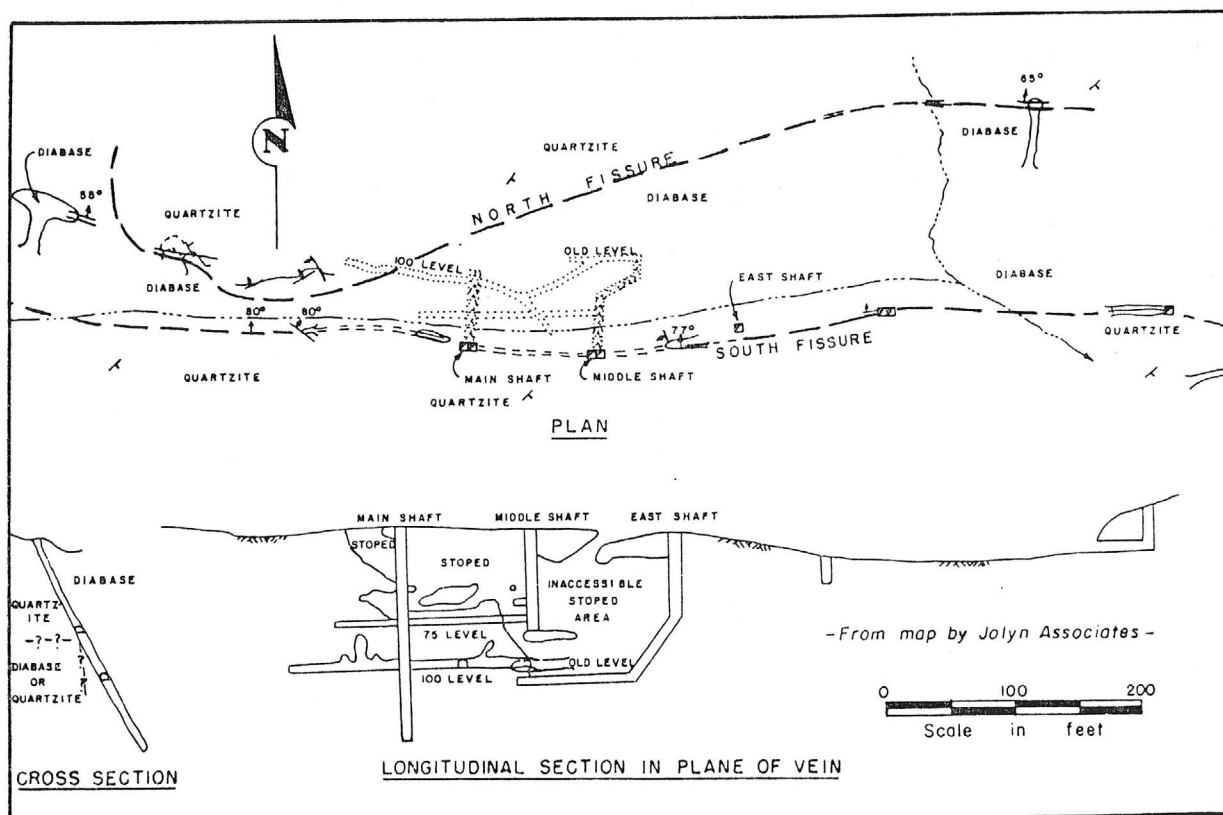 N
DIABASE
55°
QUARTZITE
DIABASE
QUARTZITE
NORTH FISSURE
DIABASE
65°
DIABASE
100 LEVEL
OLD LEVEL
EAST SHAFT
DIABASE
80°
80°
77°
SOUTH FISSURE
QUARTZITE
QUARTZITE
MAIN SHAFT
MIDDLE SHAFT
QUARTZITE
PLAN
MAIN SHAFT
MIDDLE SHAFT
EAST SHAFT
STOPED
STOPED
INACCESSIBLE
STOPED
AREA
75 LEVEL
OLD LEVEL
100 LEVEL
DIABASE
QUARTZ-
ITE
-?-?-
?
DIABASE
OR
QUARTZITE
?
-From map by Jolyn Associates-
0 100 200
Scale in feet
CROSS SECTION
LONGITUDINAL SECTION IN PLANE OF VEIN